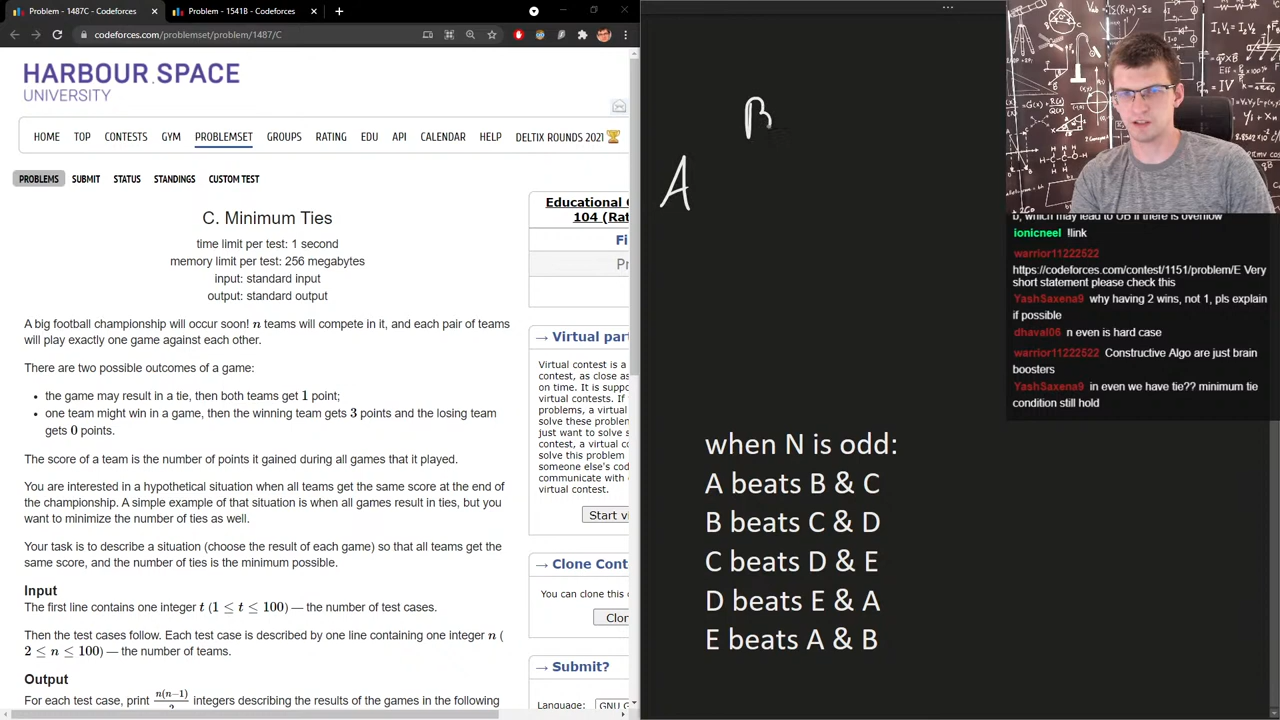 Problem - 1487C - Codeforces
Problem - 1541B - Codeforces
codeforces.com/problemset/problem/1487/C
HARBOUR.SPACE
UNIVERSITY
HOME TOP CONTESTS GYM PROBLEMSET GROUPS RATING EDU API CALENDAR HELP DELTIX ROUNDS 2021
PROBLEMS SUBMIT STATUS STANDINGS CUSTOM TEST
C. Minimum Ties
time limit per test: 1 second
memory limit per test: 256 megabytes
input: standard input
output: standard output
A big football championship will occur soon! n teams will compete in it, and each pair of teams
will play exactly one game against each other.
There are two possible outcomes of a game:
• the game may result in a tie, then both teams get 1 point;
• one team might win in a game, then the winning team gets 3 points and the losing team
gets 0 points.
The score of a team is the number of points it gained during all games that it played.
You are interested in a hypothetical situation when all teams get the same score at the end of
the championship. A simple example of that situation is when all games result in ties, but you
want to minimize the number of ties as well.
Your task is to describe a situation (choose the result of each game) so that all teams get the
same score, and the number of ties is the minimum possible.
Input
The first line contains one integer t (1 ≤ t ≤ 100) — the number of test cases.
Then the test cases follow. Each test case is described by one line containing one integer n (
2 ≤ n ≤ 100) — the number of teams.
Output
For each test case, print n(n−1)/2 integers describing the results of the games in the following
Educational
104 (Rat
Fi
Pr
→ Virtual part
Virtual contest is a
contest, as close as
on time. It is suppo
virtual contests. If
problems, a virtual
solve these problem
just want to solve s
contest, a virtual co
solve this problem
someone else's cod
communicate with
virtual contest.
Start vi
→ Clone Cont
You can clone this c
Clon
→ Submit?
Language: GNU G
B
A
when N is odd:
A beats B & C
B beats C & D
C beats D & E
D beats E & A
E beats A & B
b, which may lead to UB if there is overflow
ionicneel !link
warrior11222522
https://codeforces.com/contest/1151/problem/E Very
short statement please check this
YashSaxena9 why having 2 wins, not 1, pls explain
if possible
dhaval06 n even is hard case
warrior11222522 Constructive Algo are just brain
boosters
YashSaxena9 in even we have tie?? minimum tie
condition still hold